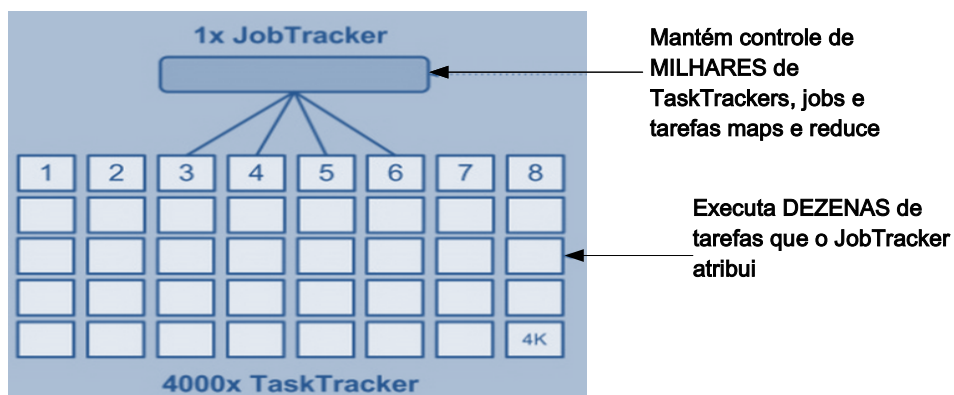 1x JobTracker
Mantém controle de
MILHARES de
TaskTrackers, jobs e
tarefas maps e reduce
1 2 3 4 5 6 7 8
Executa DEZENAS de
tarefas que o JobTracker
atribui
4K
4000x TaskTracker